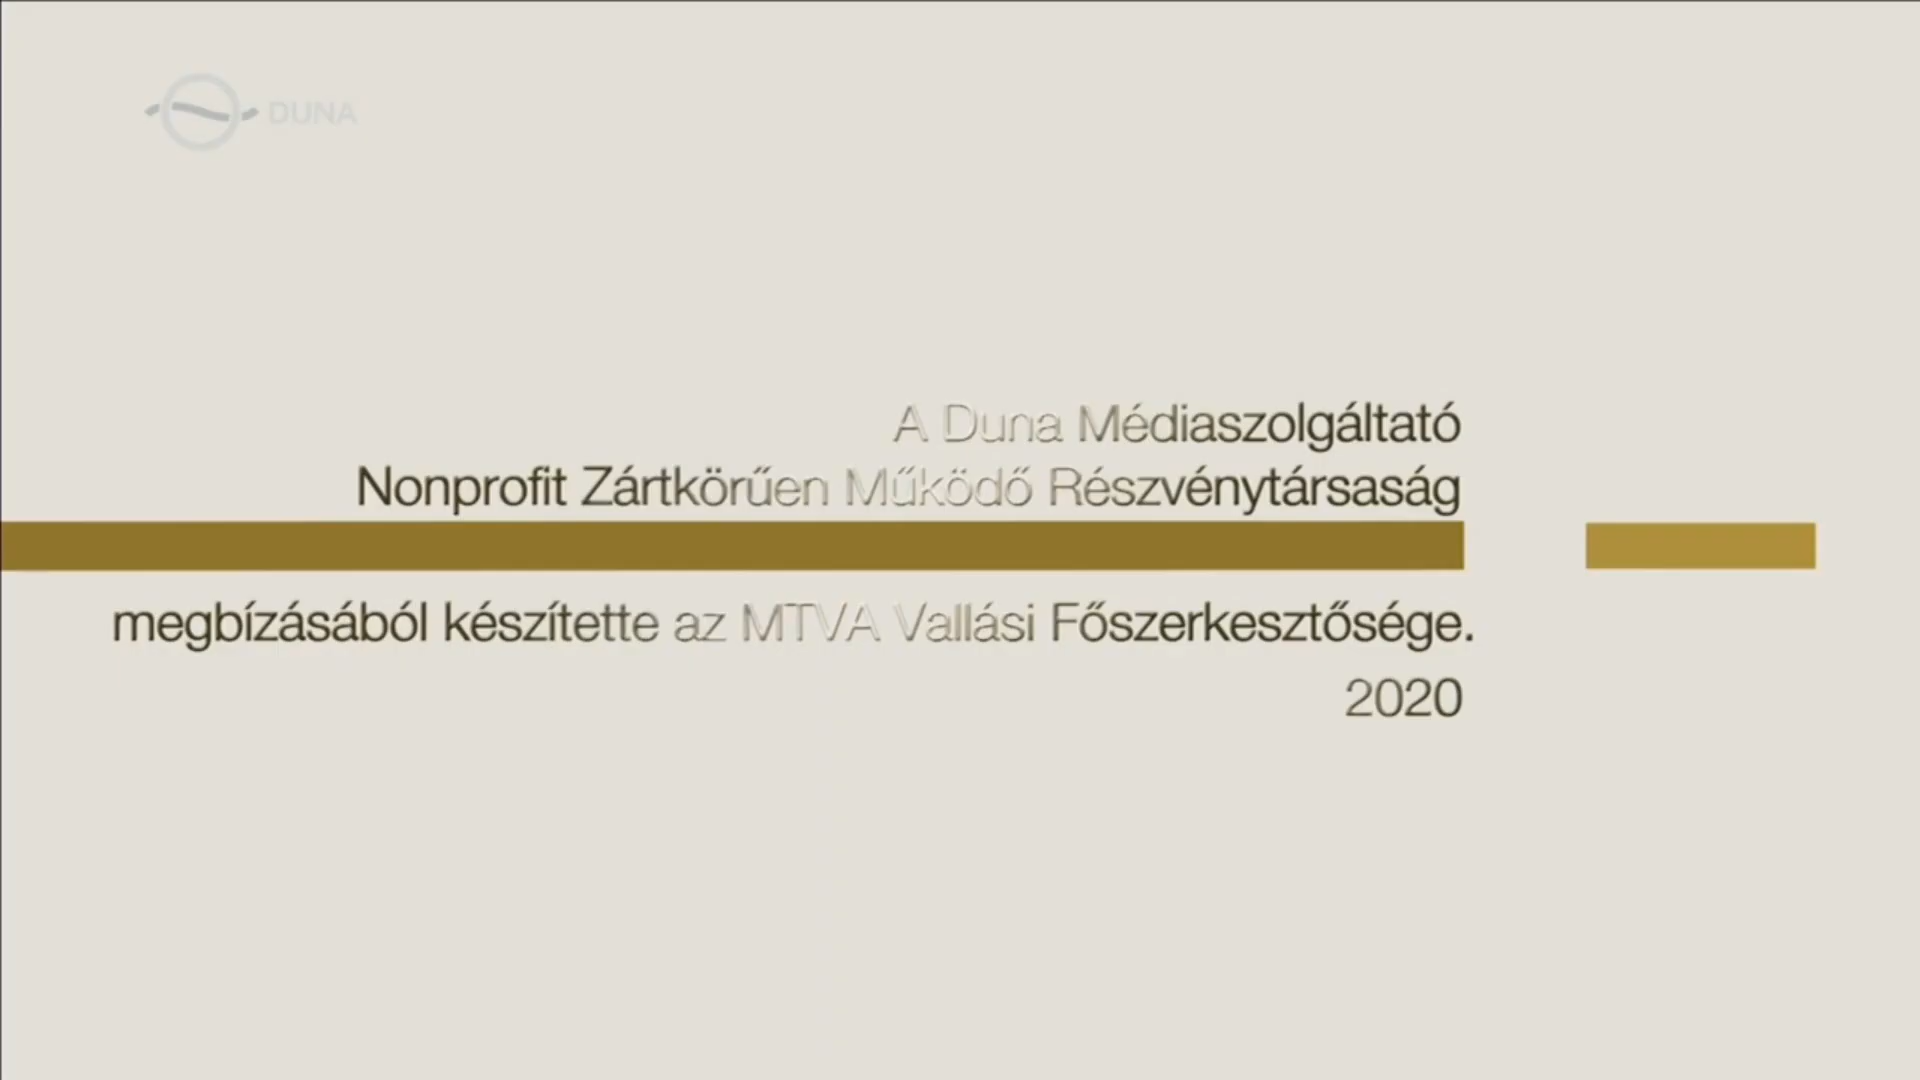 DUNA
A Duna Médiaszolgáltató
Nonprofit Zártkörűen Működő Részvénytársaság
megbízásából készítette az MTVA Vallási Főszerkesztősége.
2020